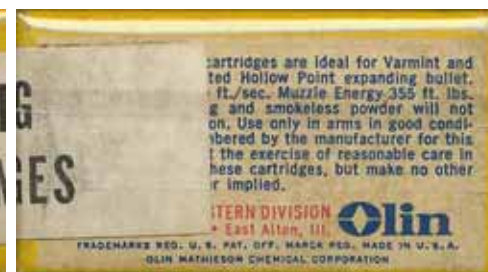 G
GES
cartridges are ideal for Varmint and
ted Hollow Point expanding bullet.
ft./sec. Muzzle Energy-355 ft. lbs.
g and smokeless powder will not
on. Use only in arms in good condi-
bered by the manufacturer for this
t the exercise of reasonable care in
hese cartridges, but make no other
r implied.
TERN DIVISION
• East Alton, Ill.
Olin
TRADEMARKS REG. U. S. PAT. OFF. MARCA REG. MADE IN U. S. A.
OLIN MATHIESON CHEMICAL CORPORATION